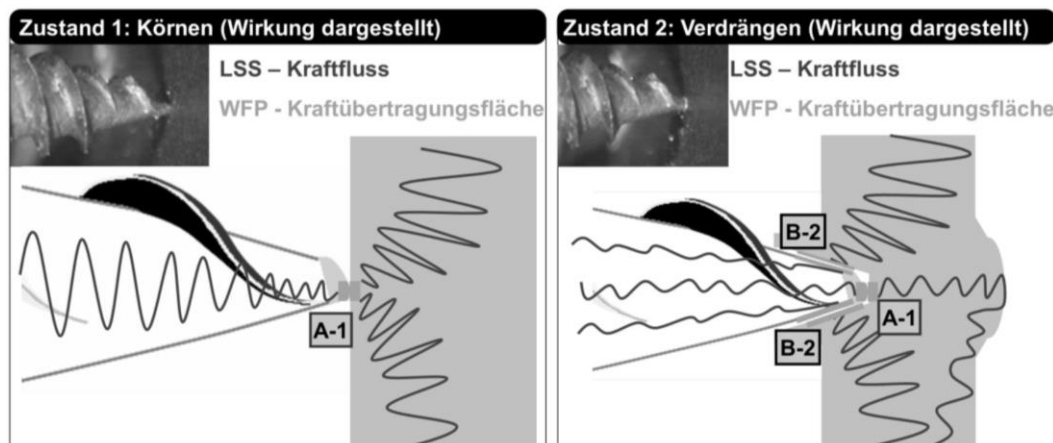 Zustand 1: Körnen (Wirkung dargestellt)
LSS – Kraftfluss
WFP - Kraftübertragungsfläche
A-1
Zustand 2: Verdrängen (Wirkung dargestellt)
LSS – Kraftfluss
WFP - Kraftübertragungsfläche
B-2
A-1
B-2